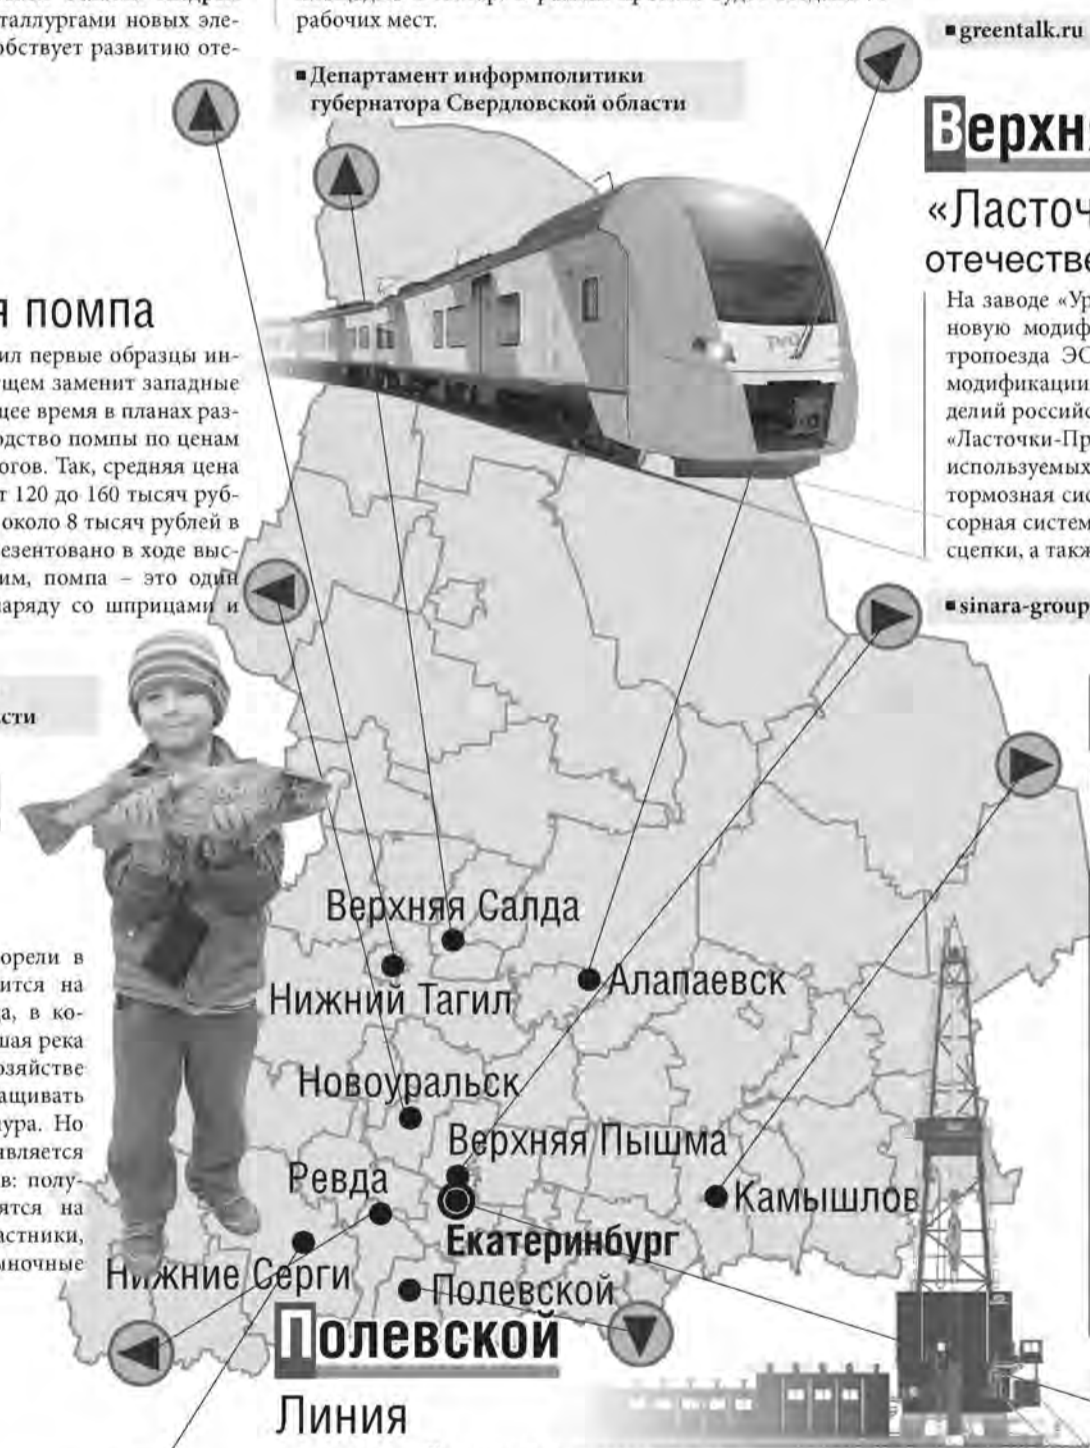 таллургами новых эле-
обствует развитию оте-
рабочих мест.
Департамент информполитики
губернатора Свердловской области
greentalk.ru
Верхня
«Ласточ
отечестве
На заводе «Ур
новую модиф
тропоезда ЭС
модификации
делий российс
«Ласточки-Пр
используемых
тормозная сис
сорная систем
сцепки, а такж
sinara-group
я помпа
ил первые образцы ин-
ущем заменит западные
щее время в планах раз-
одство помпы по ценам
огов. Так, средняя цена
т 120 до 160 тысяч руб-
около 8 тысяч рублей в
езентовано в ходе выс-
им, помпа – это один
наряду со шприцами и
сти
орели в
ится на
а, в ко-
шая река
озяйстве
ащивать
ура. Но
является
в: полу-
ятся на
астники,
ыночные
Верхняя Салда
Нижний Тагил
Алапаевск
Новоуральск
Верхняя Пышма
Ревда
Камышлов
Екатеринбург
Нижние Серги
Полевской
Полевской
Линия